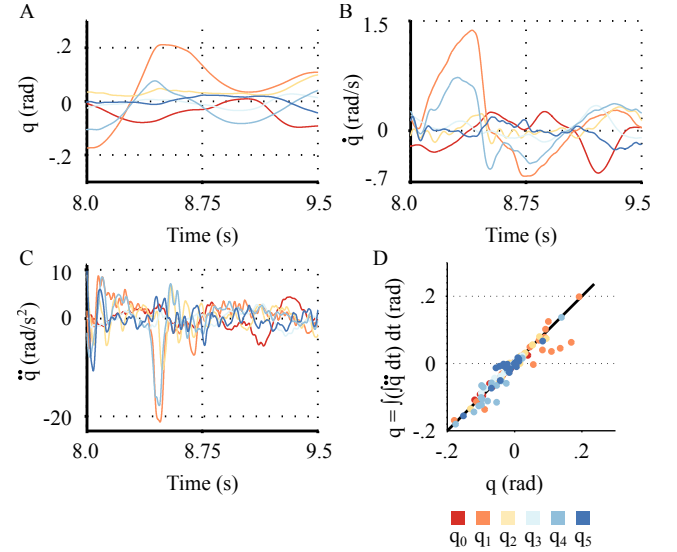 A
q (rad)
.2
0
-.2
8.0 8.75 9.5
Time (s)
B
q̇ (rad/s)
1.5
0
-.7
8.0 8.75 9.5
Time (s)
C
q̈ (rad/s²)
10
0
-20
8.0 8.75 9.5
Time (s)
D
q = ∫(∫q̈ dt) dt (rad)
.2
0
-.2
-.2 0 .2
q (rad)
q₀ q₁ q₂ q₃ q₄ q₅